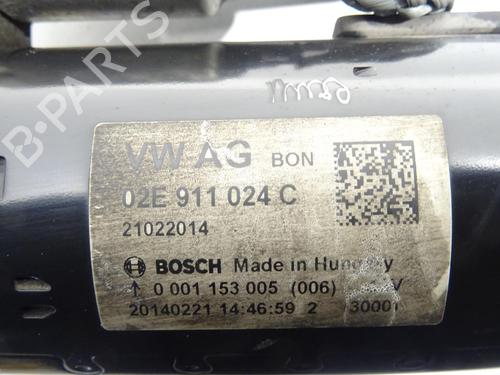 VW AG BON
02E 911 024 C
21022014
BOSCH Made in Hungary
0 001 153 005 (006) V
20140221 14:46:59 2 30001